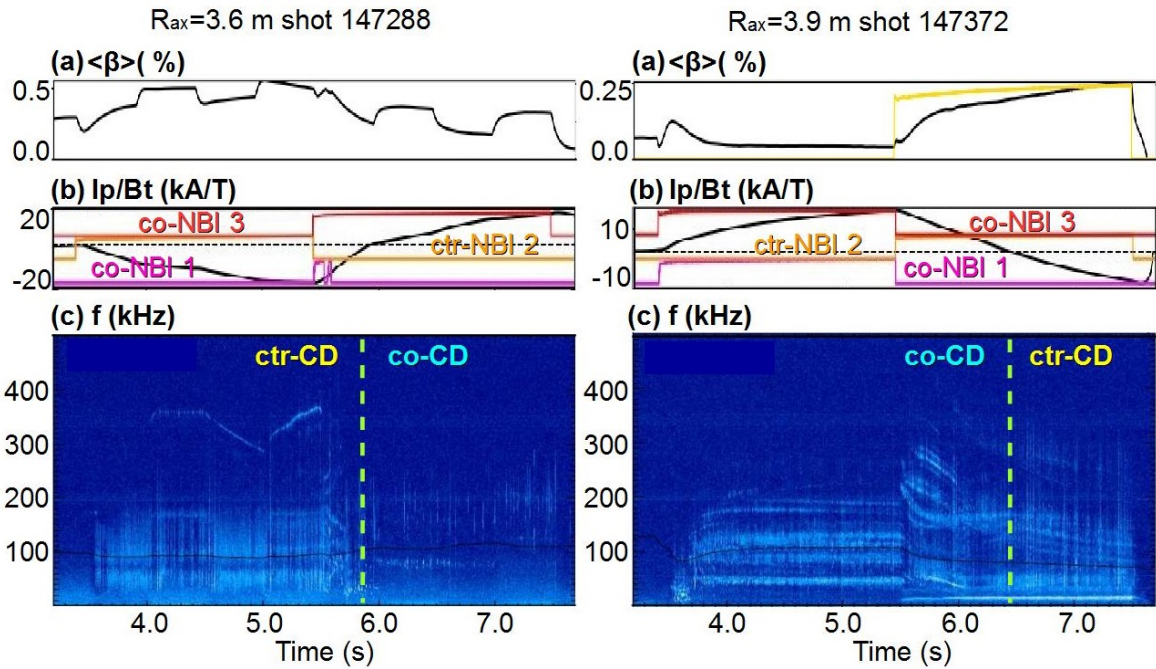 Rax=3.6 m shot 147288
(a) <β>( %)
0.5
0.0
(b) Ip/Bt (kA/T)
20
co-NBI 3
ctr-NBI 2
co-NBI 1
-20
(c) f (kHz)
ctr-CD co-CD
400
300
200
100
4.0 5.0 6.0 7.0
Time (s)
Rax=3.9 m shot 147372
(a) <β>( %)
0.25
0.0
(b) Ip/Bt (kA/T)
10
co-NBI 3
ctr-NBI 2
co-NBI 1
-10
(c) f (kHz)
co-CD ctr-CD
400
300
200
100
4.0 5.0 6.0 7.0
Time (s)